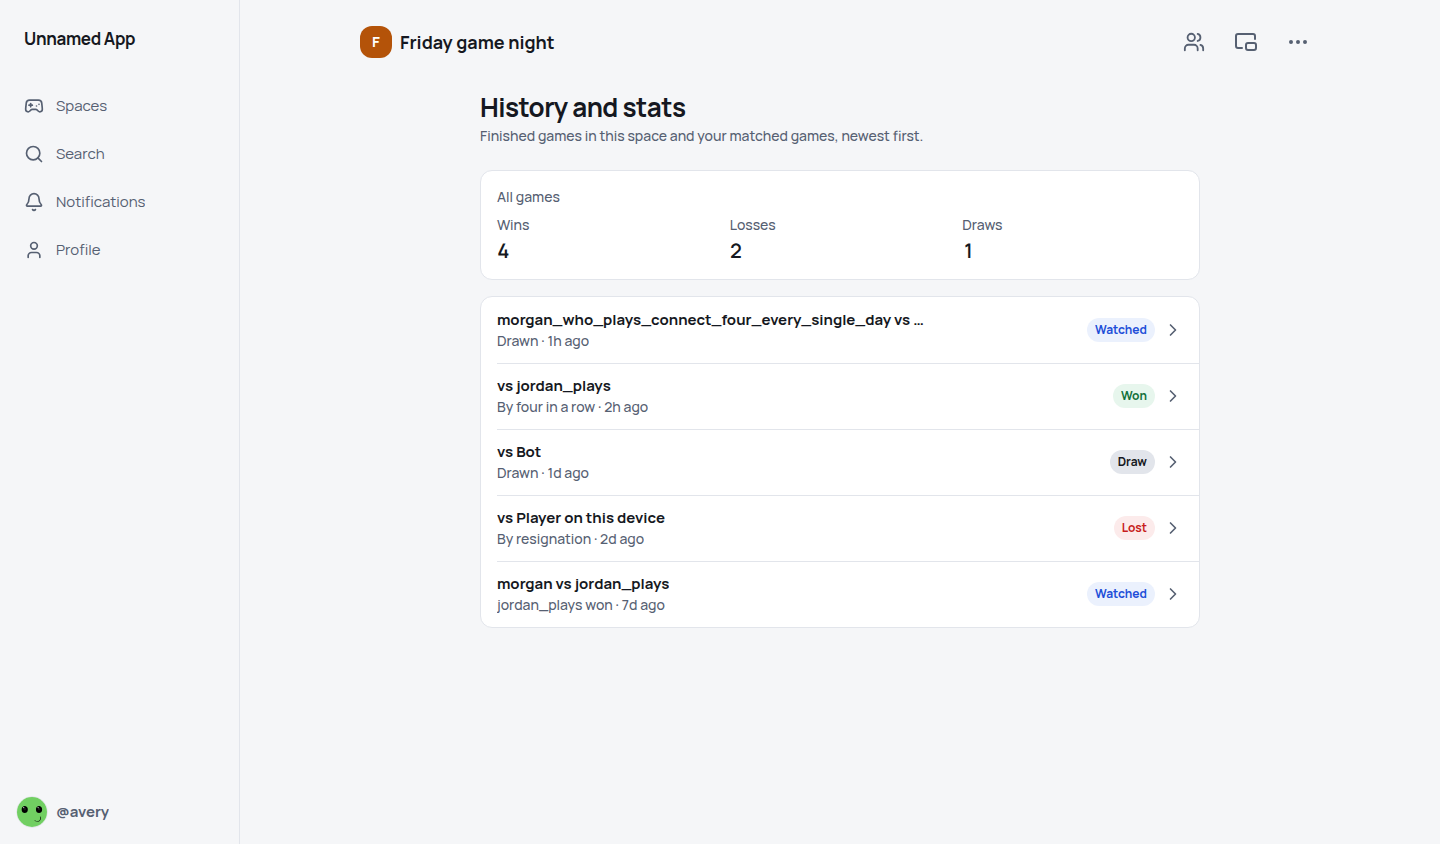 Unnamed App
Spaces
Search
Notifications
Profile
@avery
F
Friday game night
History and stats
Finished games in this space and your matched games, newest first.
All games
Wins
Losses
Draws
4
2
1
morgan_who_plays_connect_four_every_single_day vs ...
Drawn · 1h ago
Watched
vs jordan_plays
By four in a row · 2h ago
Won
vs Bot
Drawn · 1d ago
Draw
vs Player on this device
By resignation · 2d ago
Lost
morgan vs jordan_plays
jordan_plays won · 7d ago
Watched